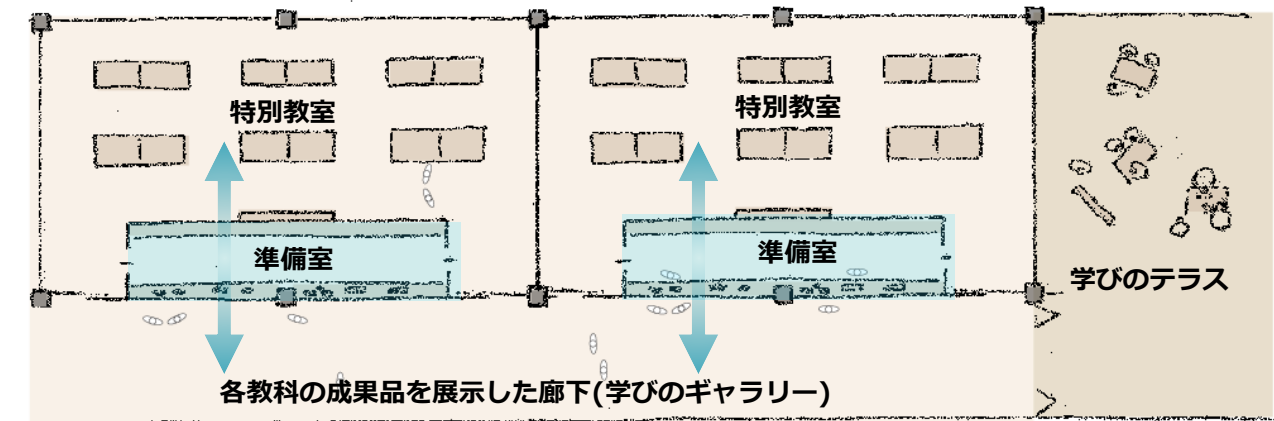 特別教室
特別教室
準備室
準備室
学びのテラス
各教科の成果品を展示した廊下(学びのギャラリー)